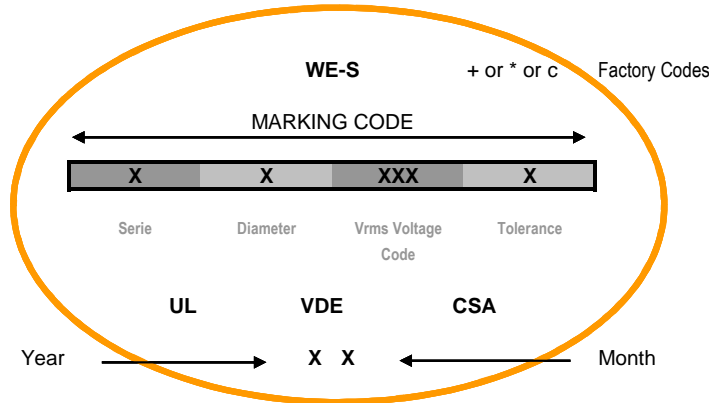 WE-S + or * or c Factory Codes
MARKING CODE
X X XXX X
Serie Diameter Vrms Voltage Code Tolerance
UL VDE CSA
Year X X Month